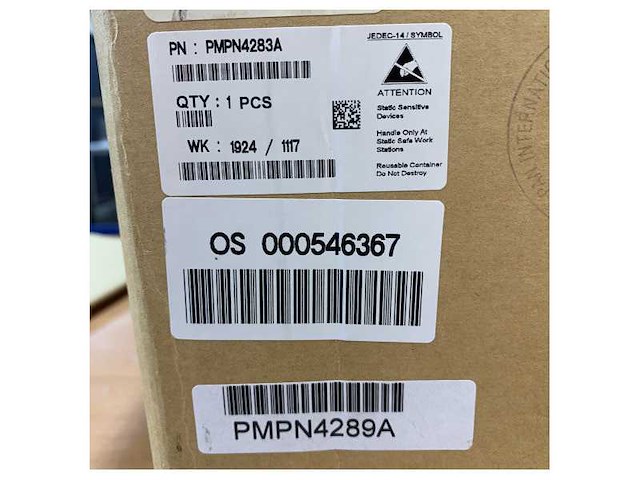 PN : PMPN4283A
QTY : 1 PCS
WK : 1924 / 1117
JEDEC-14 / SYMBOL
ATTENTION
Static Sensitive
Devices
Handle Only At
Static Safe Work
Stations
Reusable Container
Do Not Destroy
OS 000546367
PMPN4289A